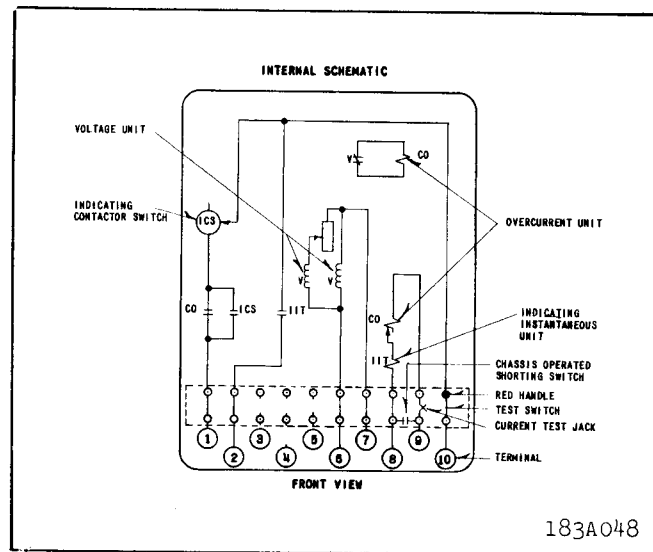 INTERNAL SCHEMATIC
VOLTAGE UNIT
V
CO
INDICATING
CONTACTOR SWITCH
ICS
OVERCURRENT UNIT
V
V
CO
ICS
IIT
CO
IIT
INDICATING
INSTANTANEOUS
UNIT
CHASSIS OPERATED
SHORTING SWITCH
RED HANDLE
TEST SWITCH
CURRENT TEST JACK
1
2
3
4
5
6
7
8
9
10
TERMINAL
FRONT VIEW
183A048